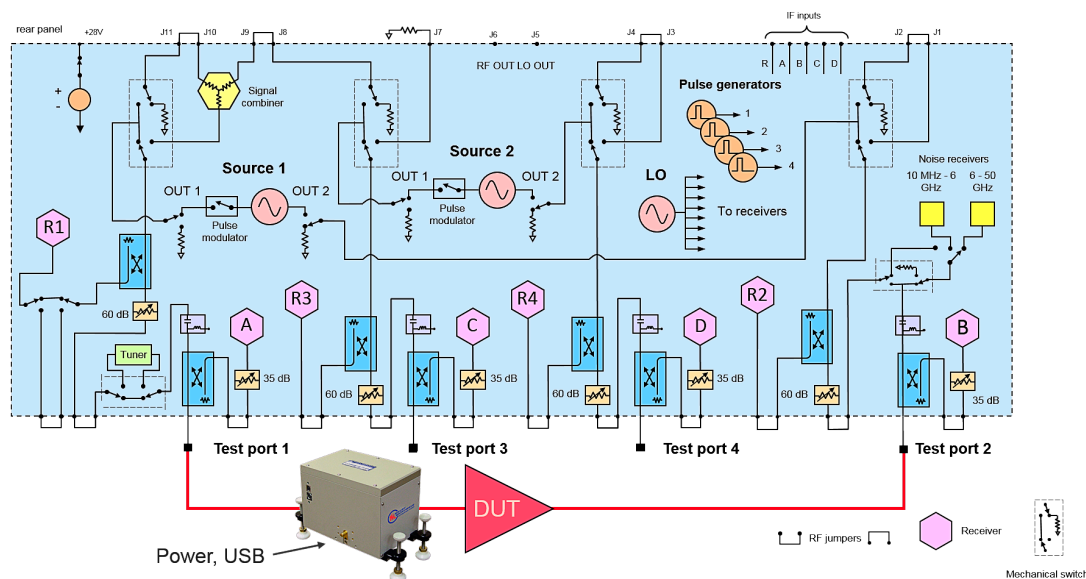 rear panel
+28V
J11
J10
J9
J8
J7
J6
J5
J4
J3
IF inputs
J2
J1
R
A
B
C
D
RF OUT LO OUT
+
-
Signal
combiner
Pulse generators
1
2
3
4
Source 1
Source 2
OUT 1
OUT 2
OUT 1
OUT 2
Pulse
modulator
Pulse
modulator
LO
To receivers
Noise receivers
10 MHz - 6
GHz
6 - 50
GHz
R1
60 dB
A
35 dB
Tuner
R3
60 dB
C
35 dB
R4
60 dB
D
35 dB
R2
60 dB
B
35 dB
Test port 1
Test port 3
Test port 4
Test port 2
DUT
Power, USB
RF jumpers
Receiver
Mechanical switch